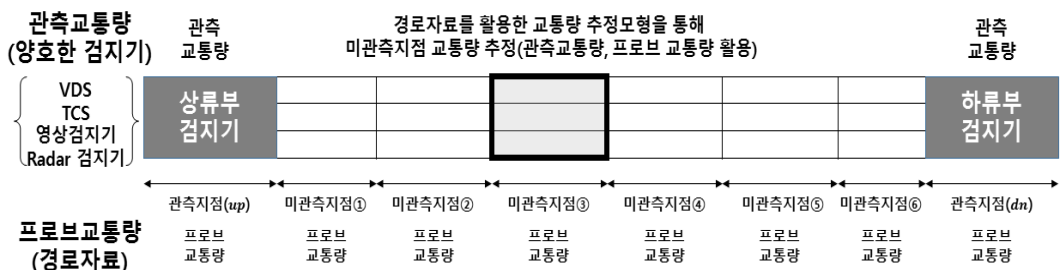 관측교통량
(양호한 검지기)
관측
교통량
경로자료를 활용한 교통량 추정모형을 통해
미관측지점 교통량 추정(관측교통량, 프로브 교통량 활용)
관측
교통량
VDS
TCS
영상검지기
Radar 검지기
상류부
검지기
하류부
검지기
관측지점(up)
미관측지점①
미관측지점②
미관측지점③
미관측지점④
미관측지점⑤
미관측지점⑥
관측지점(dn)
프로브교통량
(경로자료)
프로브
교통량
프로브
교통량
프로브
교통량
프로브
교통량
프로브
교통량
프로브
교통량
프로브
교통량
프로브
교통량